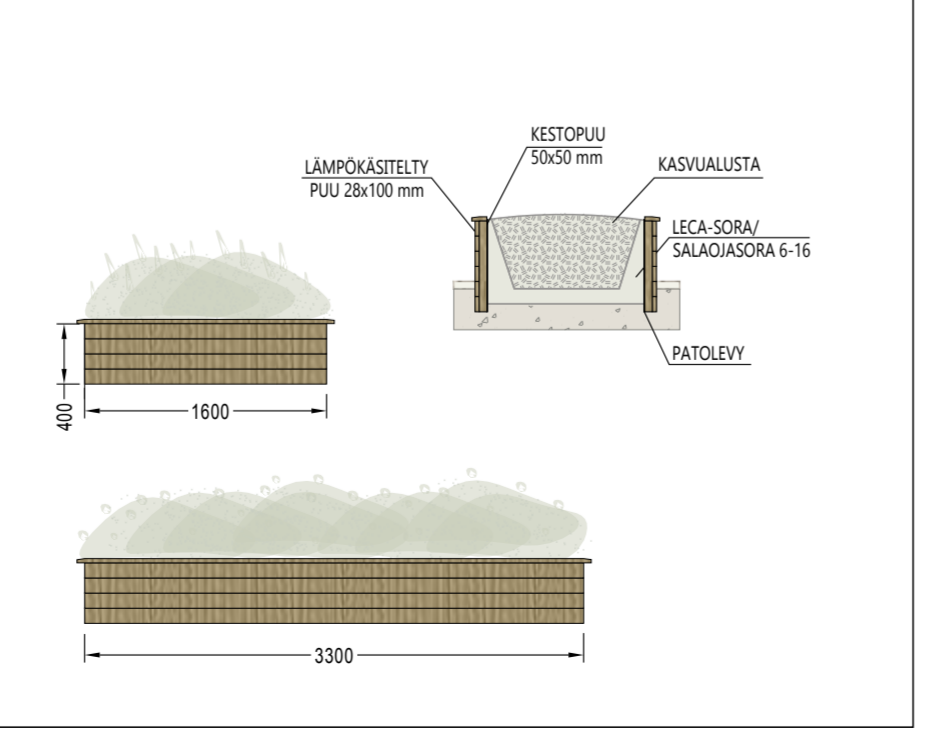 KESTOPUU
50x50 mm
LÄMPÖKÄSITELTY
PUU 28x100 mm
KASVUALUSTA
LECA-SORA/
SALAOJASORA 6-16
PATOLEVY
400
1600
3300